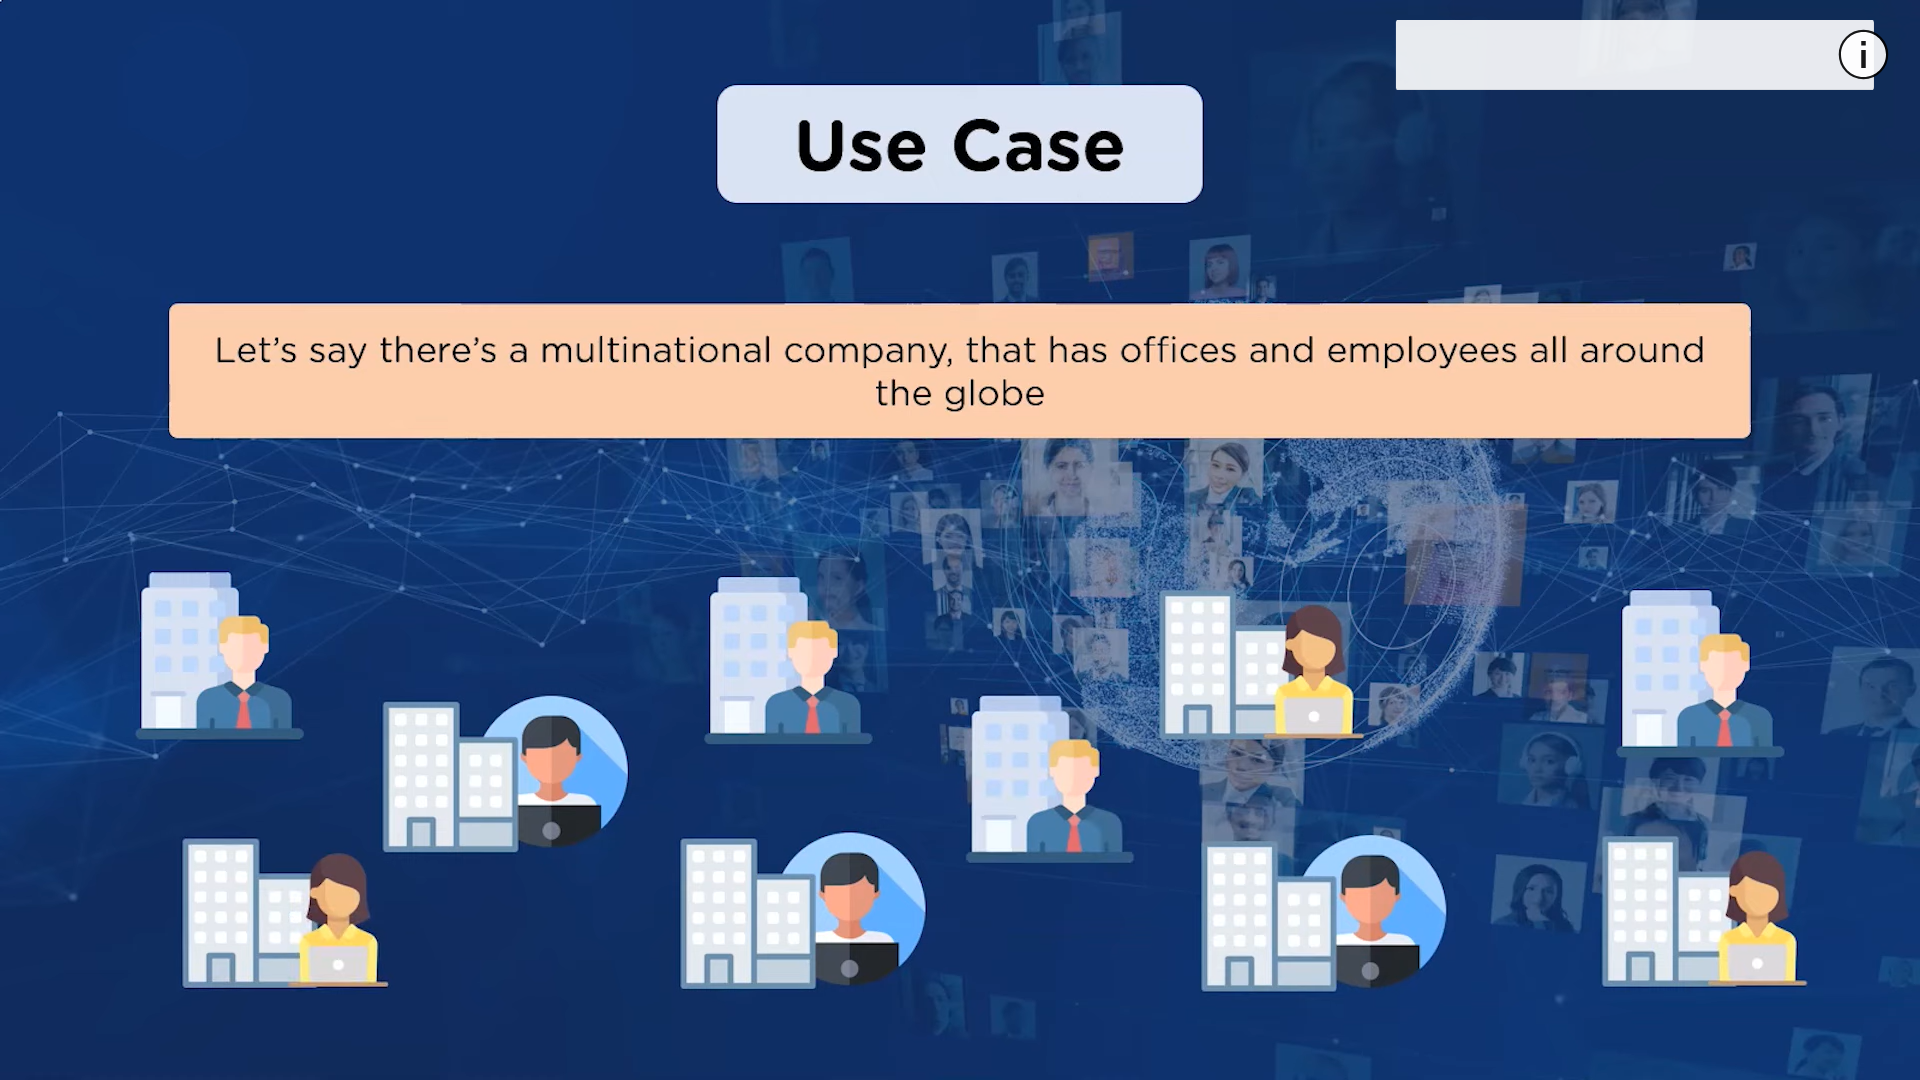 i
Use Case
Let’s say there’s a multinational company, that has offices and employees all around
the globe